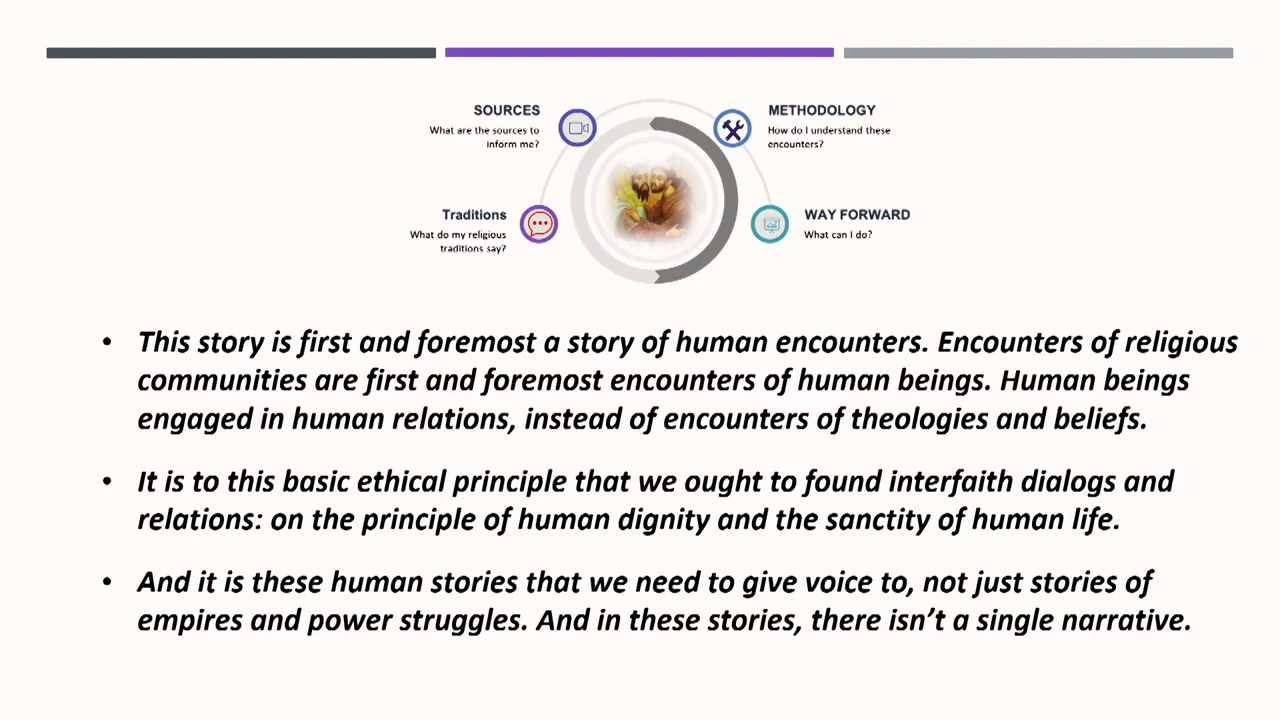 SOURCES
What are the sources to
inform me?
METHODOLOGY
How do I understand these
encounters?
Traditions
What do my religious
traditions say?
WAY FORWARD
What can I do?
• This story is first and foremost a story of human encounters. Encounters of religious
communities are first and foremost encounters of human beings. Human beings
engaged in human relations, instead of encounters of theologies and beliefs.
• It is to this basic ethical principle that we ought to found interfaith dialogs and
relations: on the principle of human dignity and the sanctity of human life.
• And it is these human stories that we need to give voice to, not just stories of
empires and power struggles. And in these stories, there isn’t a single narrative.